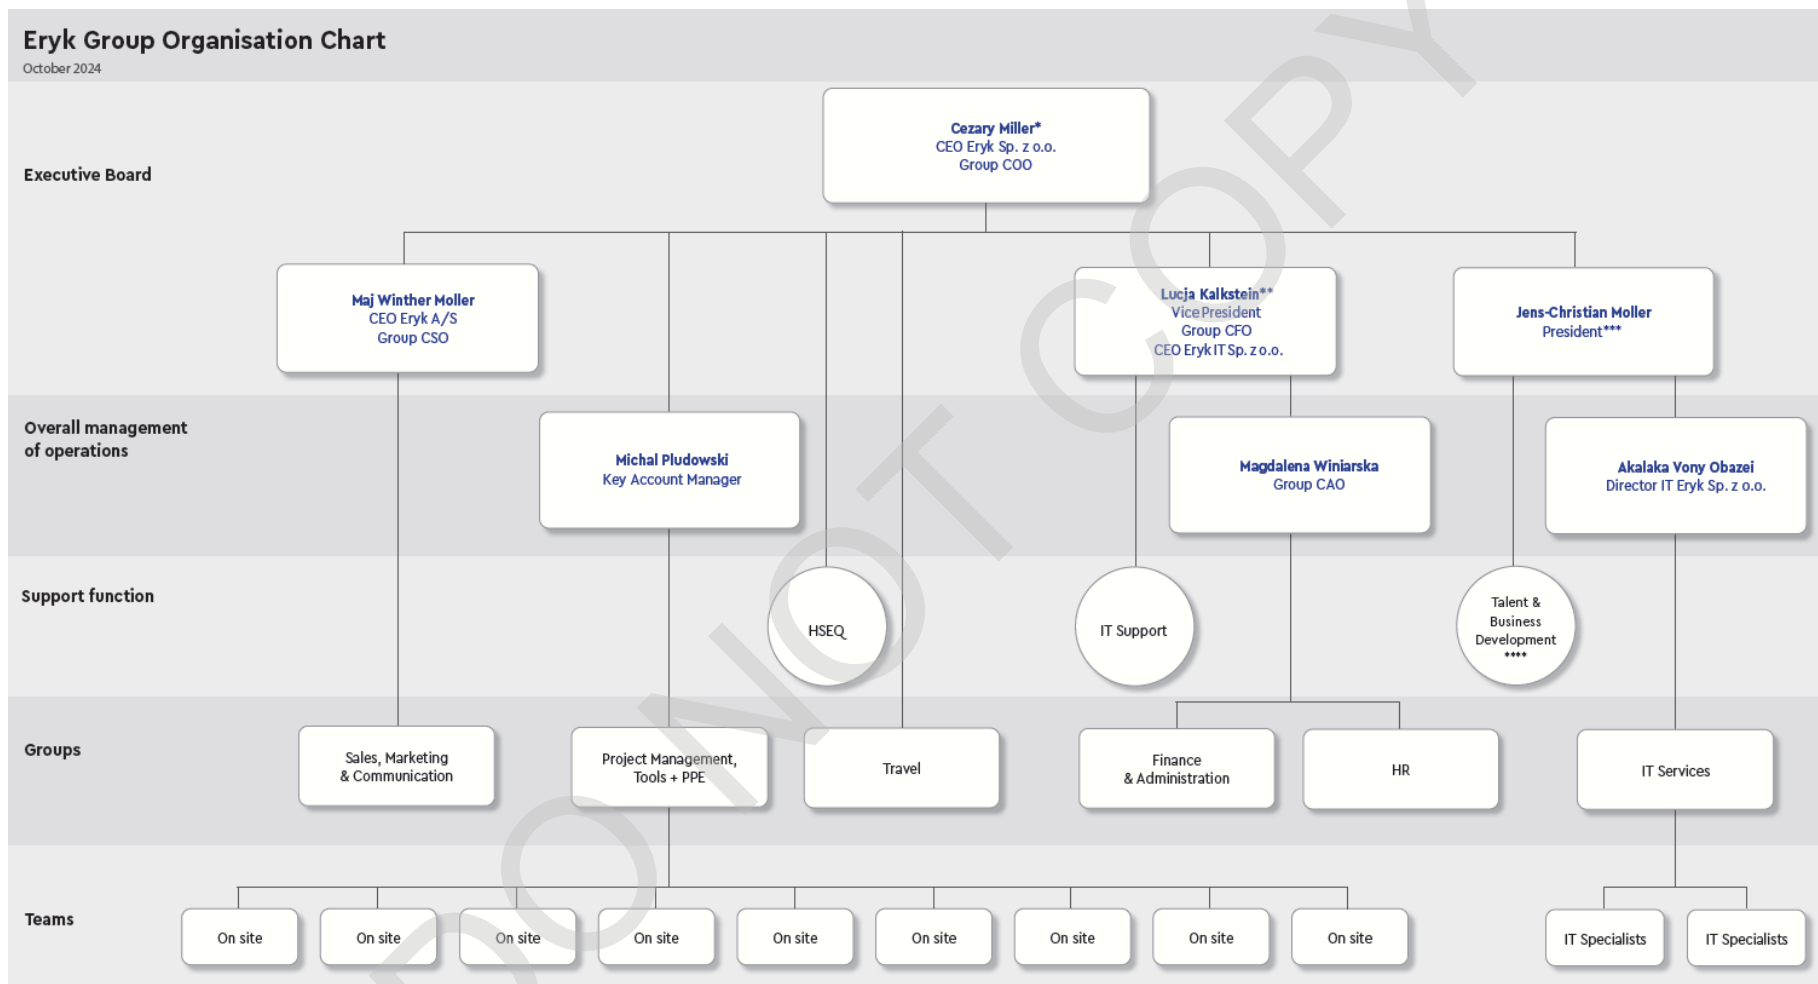 Eryk Group Organisation Chart
October 2024
Executive Board
Cezary Miller*
CEO Eryk Sp. z o.o.
Group COO
Maj Winther Moller
CEO Eryk A/S
Group CSO
Lucja Kalkstein**
Vice President
Group CFO
CEO Eryk IT Sp. z o.o.
Jens-Christian Moller
President***
Overall management
of operations
Michal Pludowski
Key Account Manager
Magdalena Winiarska
Group CAO
Akalaka Vony Obazei
Director IT Eryk Sp. z o.o.
Support function
HSEQ
IT Support
Talent &
Business
Development
****
Groups
Sales, Marketing
& Communication
Project Management,
Tools + PPE
Travel
Finance
& Administration
HR
IT Services
Teams
On site
On site
On site
On site
On site
On site
On site
On site
On site
IT Specialists
IT Specialists
DO NOT COPY